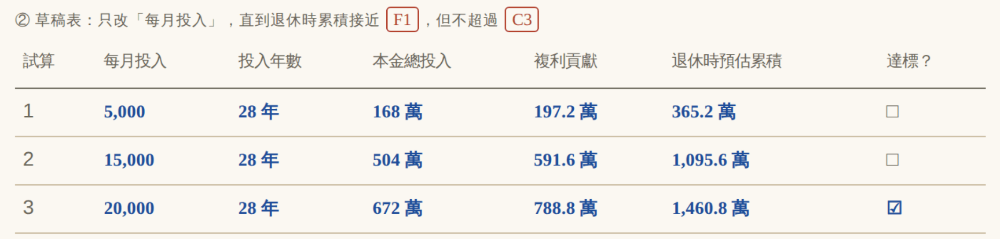 ② 草稿表：只改「每月投入」，直到退休時累積接近 F1 ，但不超過 C3
試算 每月投入 投入年數 本金總投入 複利貢獻 退休時預估累積 達標？
1 5,000 28 年 168 萬 197.2 萬 365.2 萬 □
2 15,000 28 年 504 萬 591.6 萬 1,095.6 萬 □
3 20,000 28 年 672 萬 788.8 萬 1,460.8 萬 ☑